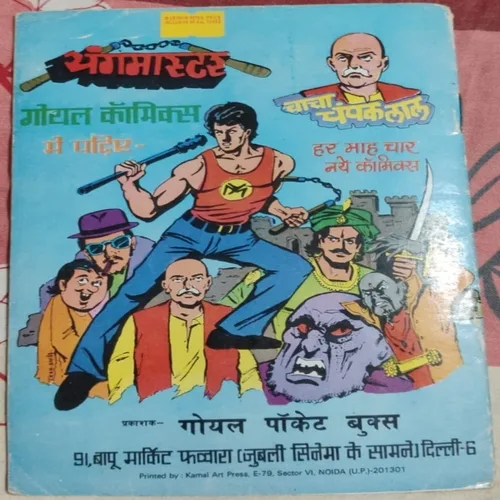 यंगमास्टर
चाचा चंपकलाल
गोयल कॉमिक्स
में पढ़िए--
हर माह चार
नये कॉमिक्स
प्रकाशक- गोयल पॉकेट बुक्स
91, बापू मार्किट फव्वारा (जुबली सिनेमा के सामने) दिल्ली-6
Printed by : Kamal Art Press, E-79, Sector VI, NOIDA (U.P.)-201301